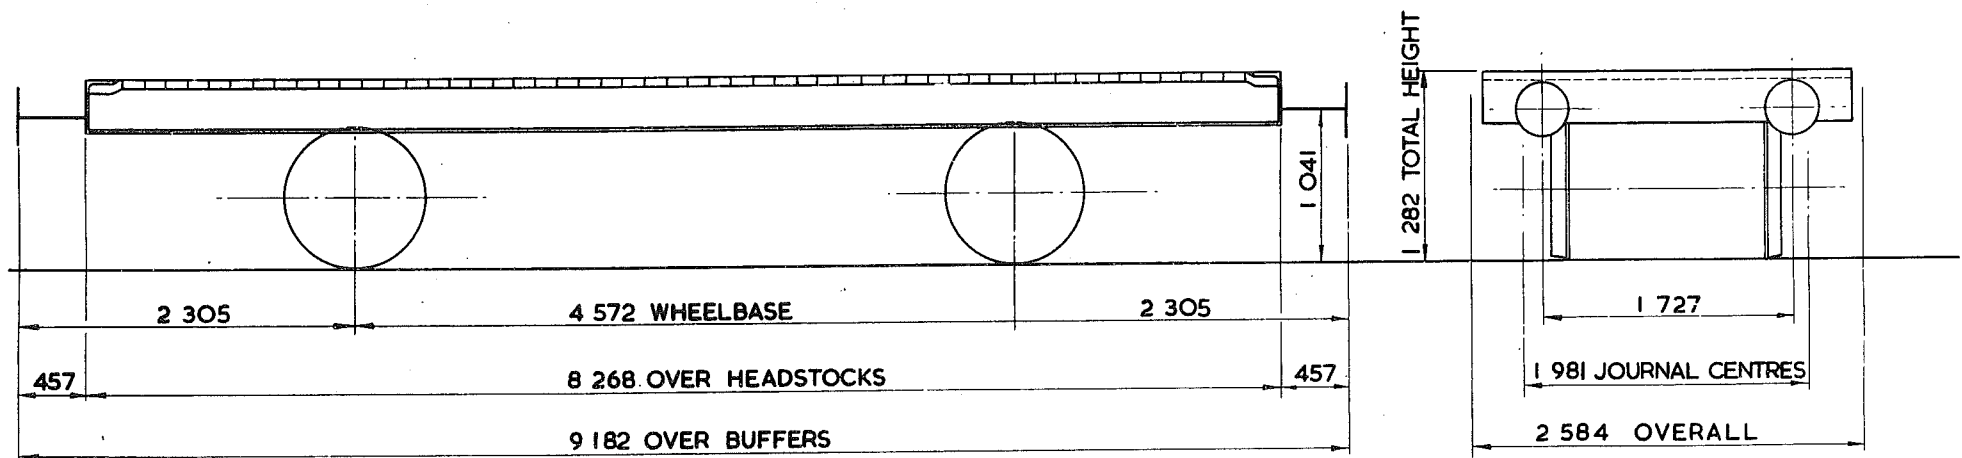 1 041
1 282 TOTAL HEIGHT
2 305
4 572 WHEELBASE
2 305
1 727
457
8 268 OVER HEADSTOCKS
457
1 981 JOURNAL CENTRES
9 182 OVER BUFFERS
2 584 OVERALL